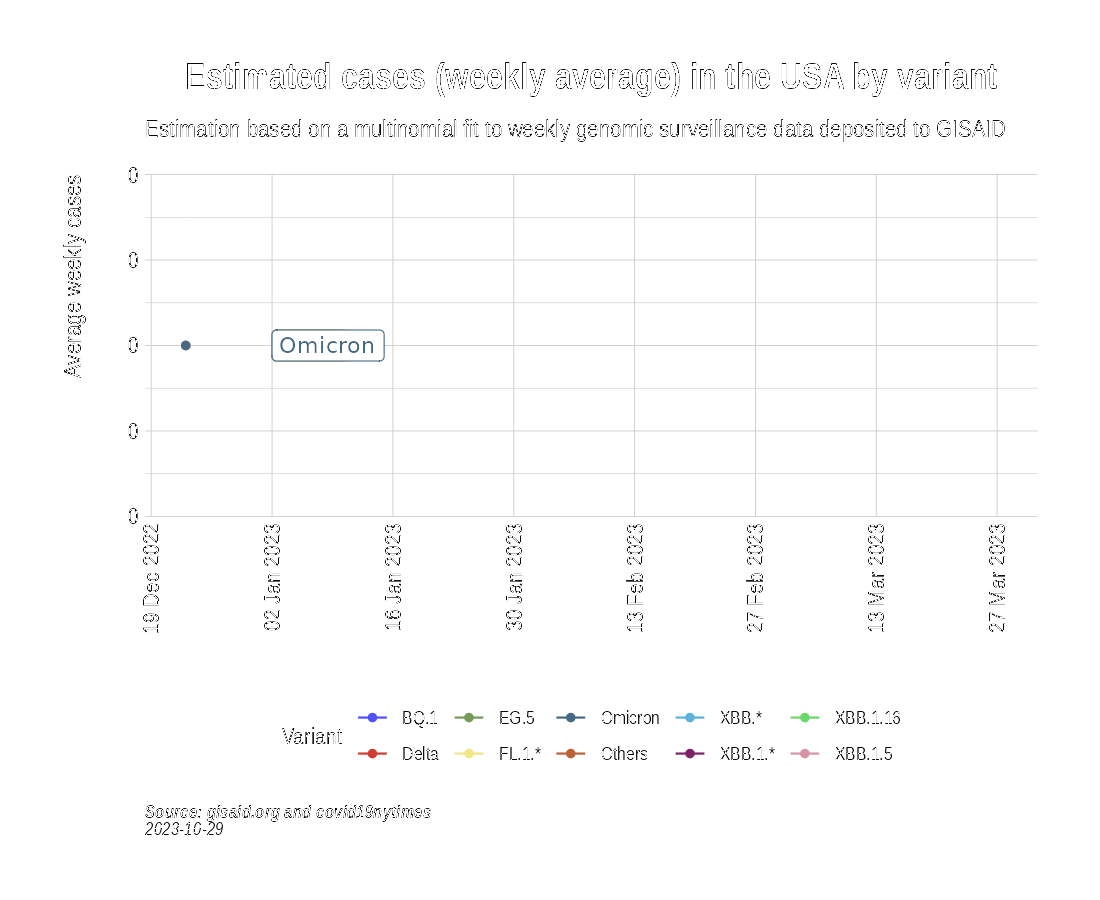 Estimated cases (weekly average) in the USA by variant
Estimation based on a multinomial fit to weekly genomic surveillance data deposited to GISAID
Average weekly cases
0
0
0
0
0
Omicron
19 Dec 2022
02 Jan 2023
16 Jan 2023
30 Jan 2023
13 Feb 2023
27 Feb 2023
13 Mar 2023
27 Mar 2023
Variant
BQ.1 EG.5 Omicron XBB.* XBB.1.16
Delta FL.1.* Others XBB.1.* XBB.1.5
Source: gisaid.org and covid19nytimes
2023-10-29